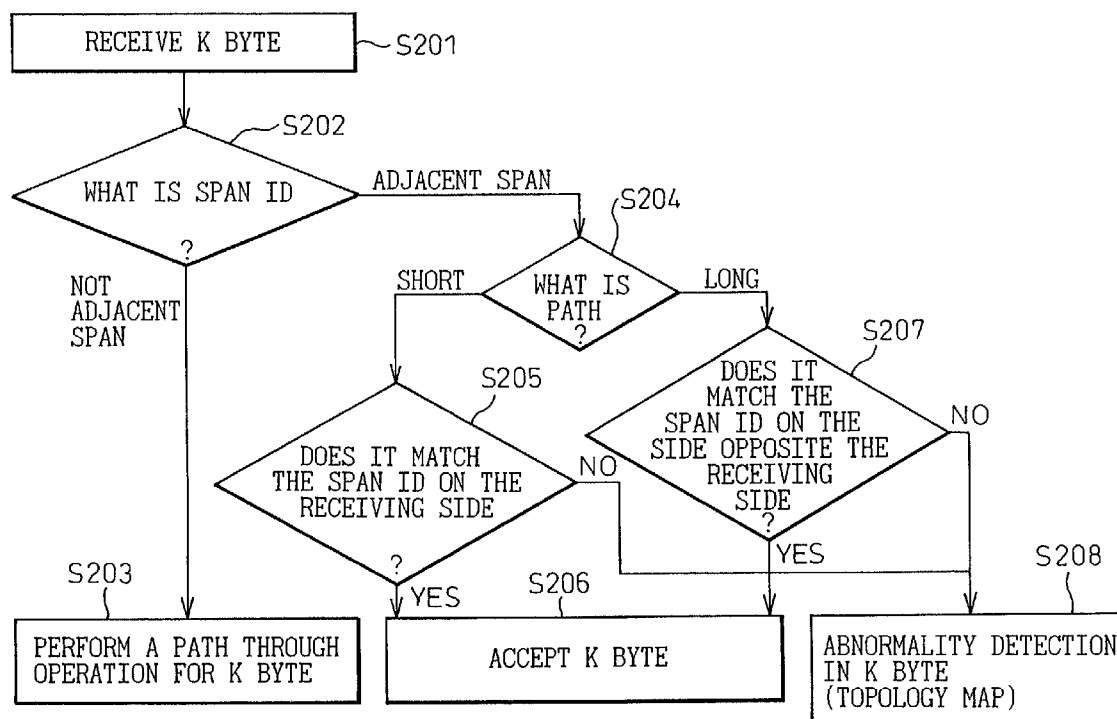 RECEIVE K BYTE
S201
S202
WHAT IS SPAN ID
?
ADJACENT SPAN
NOT
ADJACENT
SPAN
S204
WHAT IS
PATH
?
SHORT
LONG
S205
DOES IT MATCH
THE SPAN ID ON THE
RECEIVING SIDE
?
NO
YES
S207
DOES IT
MATCH THE
SPAN ID ON THE
SIDE OPPOSITE THE
RECEIVING
SIDE
?
NO
YES
S203
PERFORM A PATH THROUGH
OPERATION FOR K BYTE
S206
ACCEPT K BYTE
S208
ABNORMALITY DETECTION
IN K BYTE
(TOPOLOGY MAP)